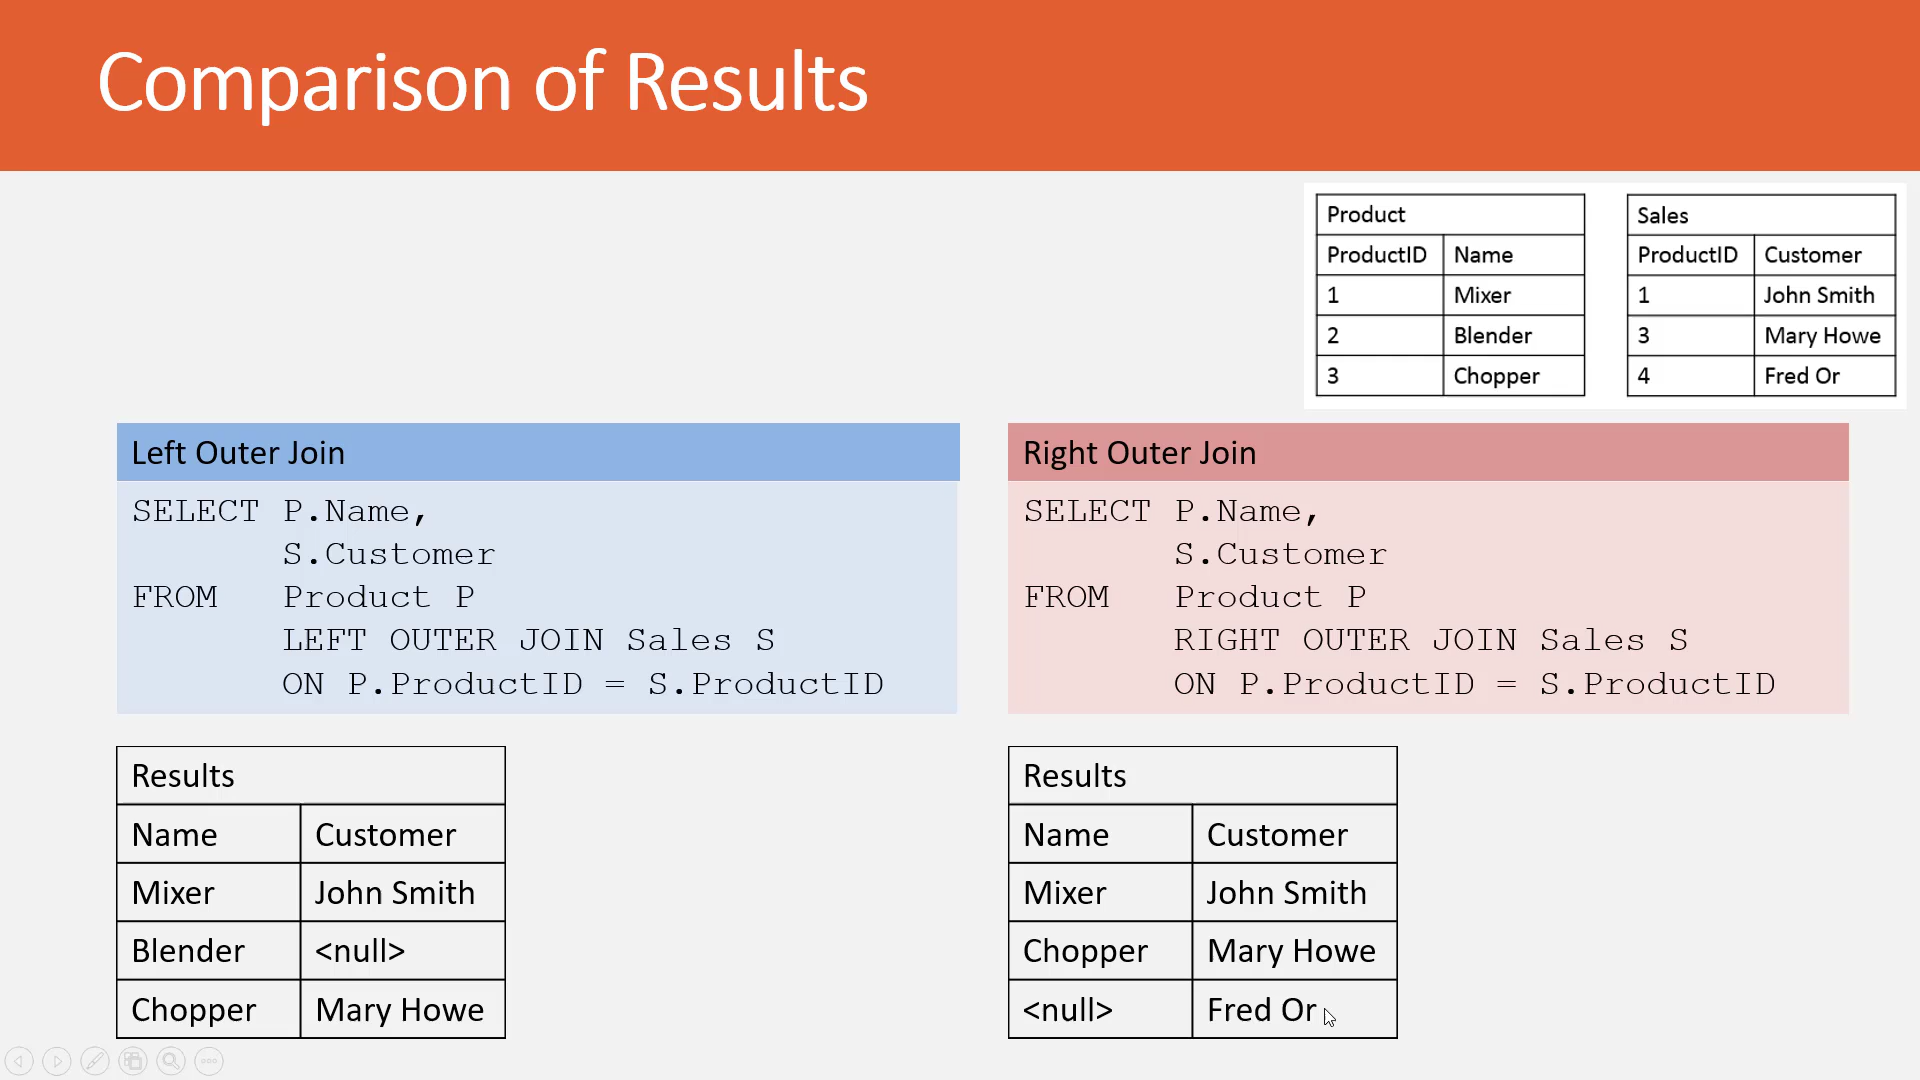 Comparison of Results
Product
ProductID Name
1 Mixer
2 Blender
3 Chopper
Sales
ProductID Customer
1 John Smith
3 Mary Howe
4 Fred Or
Left Outer Join
SELECT P.Name,
S.Customer
FROM Product P
LEFT OUTER JOIN Sales S
ON P.ProductID = S.ProductID
Results
Name Customer
Mixer John Smith
Blender <null>
Chopper Mary Howe
Right Outer Join
SELECT P.Name,
S.Customer
FROM Product P
RIGHT OUTER JOIN Sales S
ON P.ProductID = S.ProductID
Results
Name Customer
Mixer John Smith
Chopper Mary Howe
<null> Fred Or